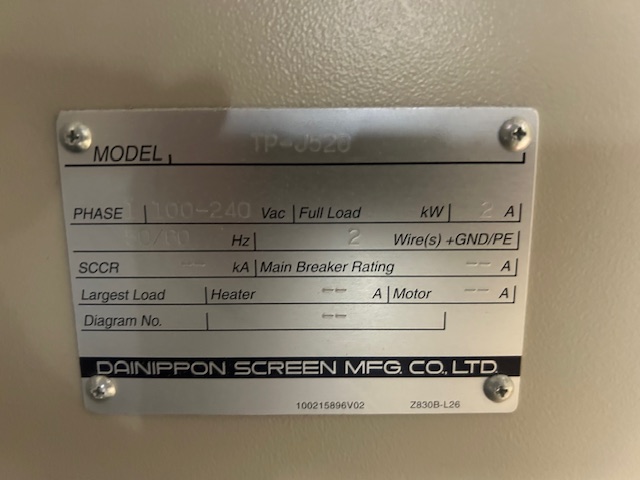 MODEL TP-J520
PHASE 1 100-240 Vac Full Load kW 2 A
50/60 Hz 2 Wire(s) +GND/PE
SCCR -- kA Main Breaker Rating -- A
Largest Load Heater -- A Motor -- A
Diagram No. --
DAINIPPON SCREEN MFG. CO., LTD.
100215896V02 Z830B-L26